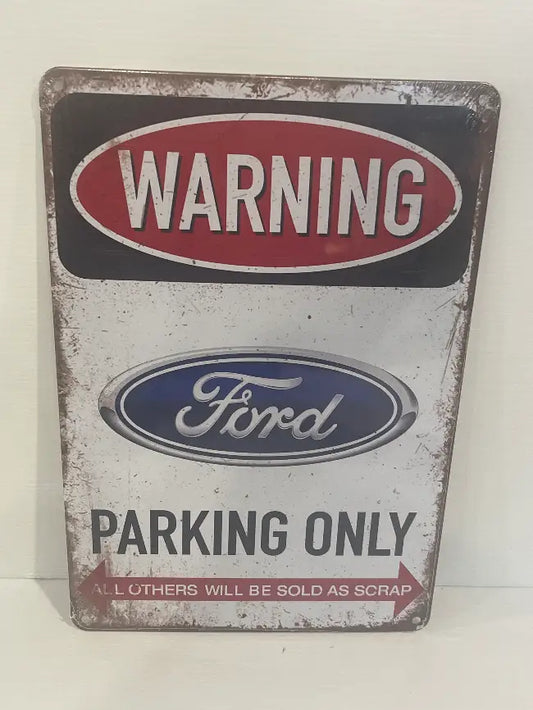 WARNING
Ford
PARKING ONLY
ALL OTHERS WILL BE SOLD AS SCRAP